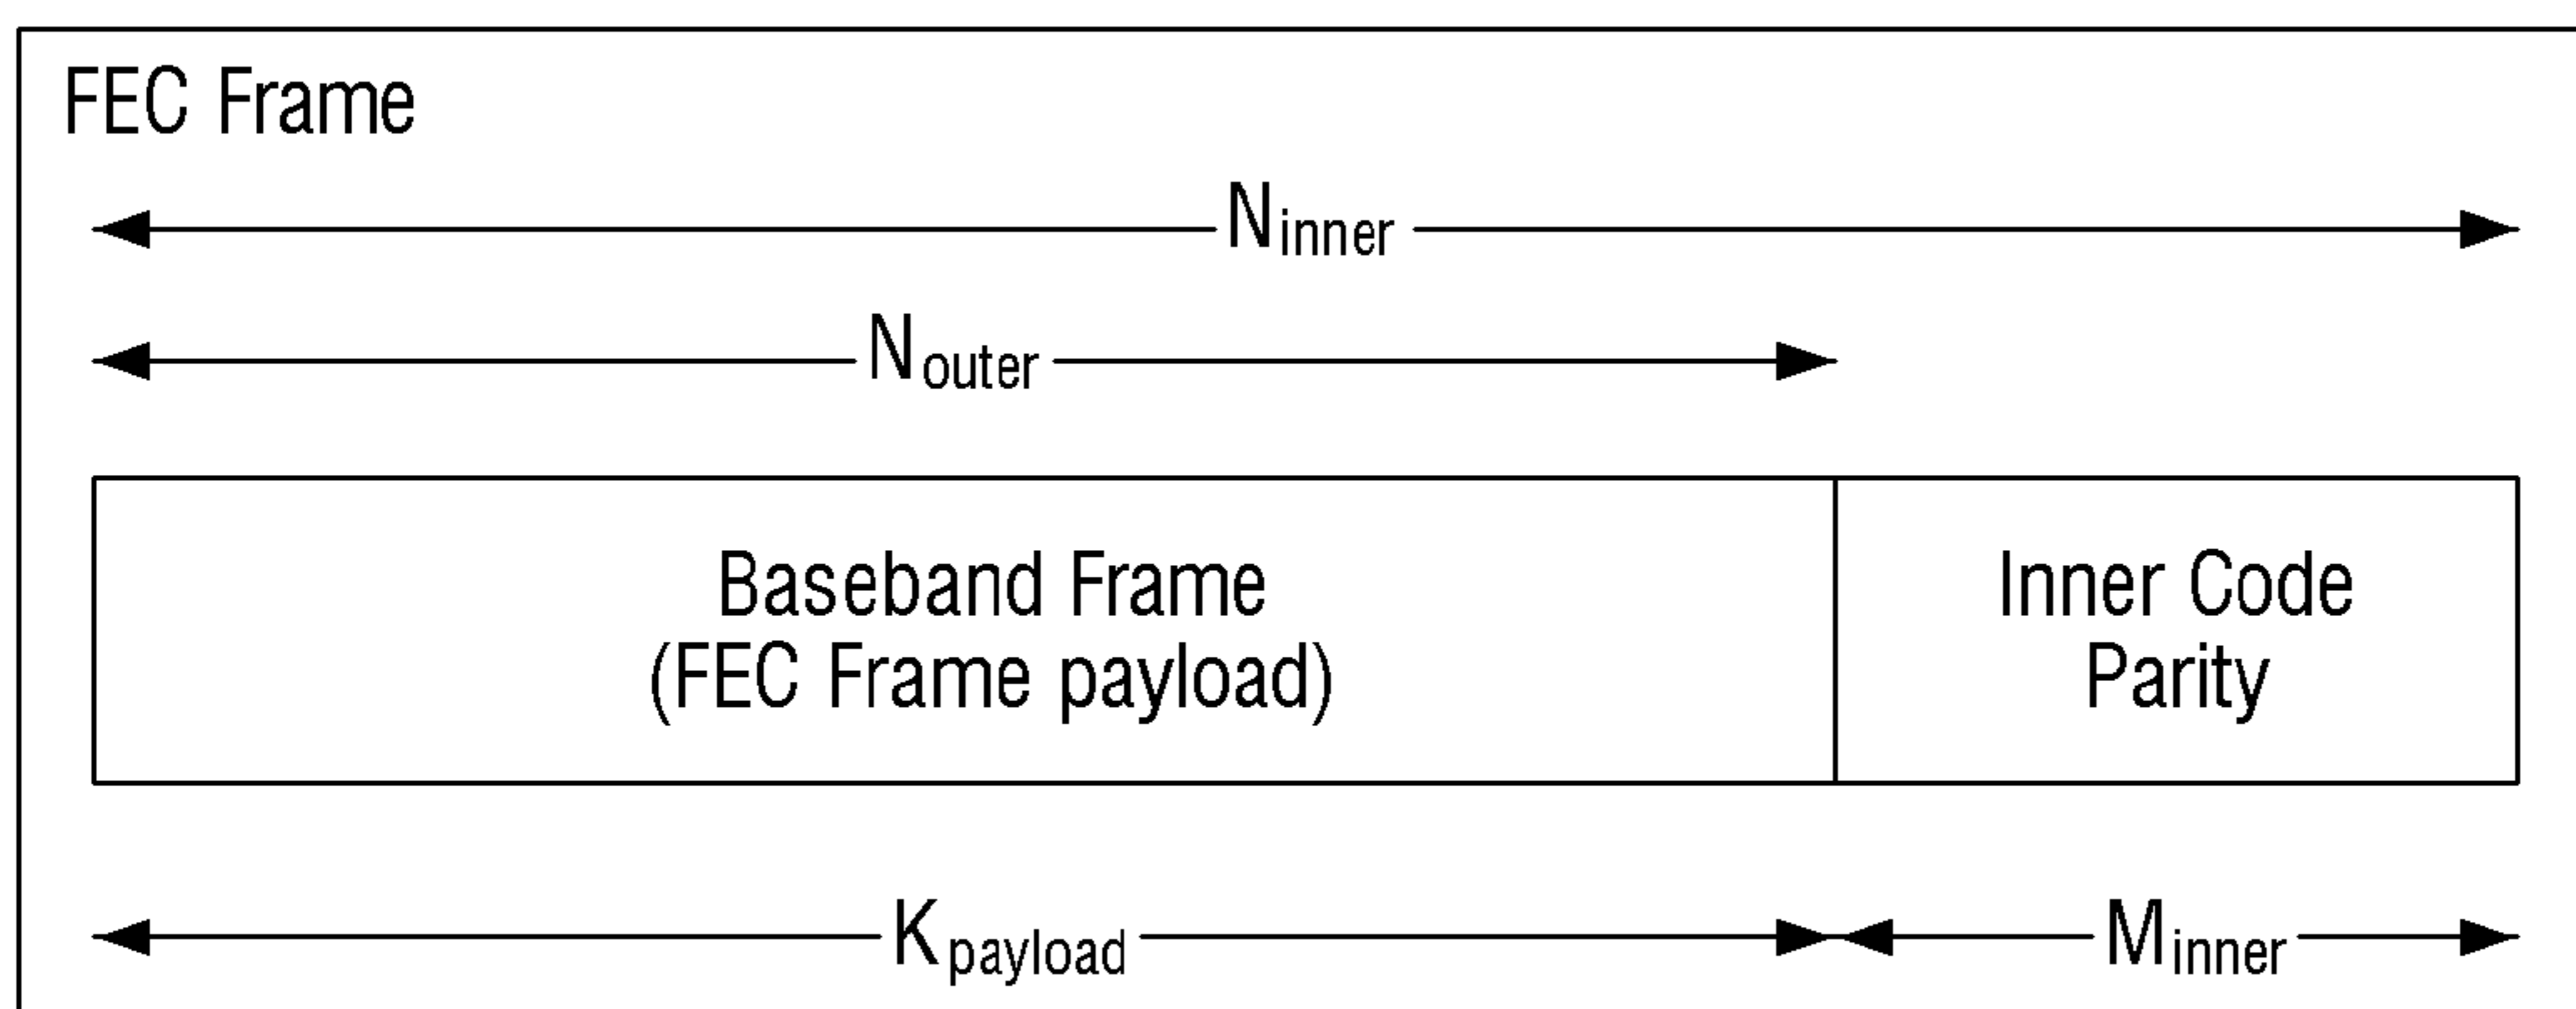 FEC Frame
Ninner
Nouter
Baseband Frame
(FEC Frame payload)
Inner Code
Parity
Kpayload
Minner